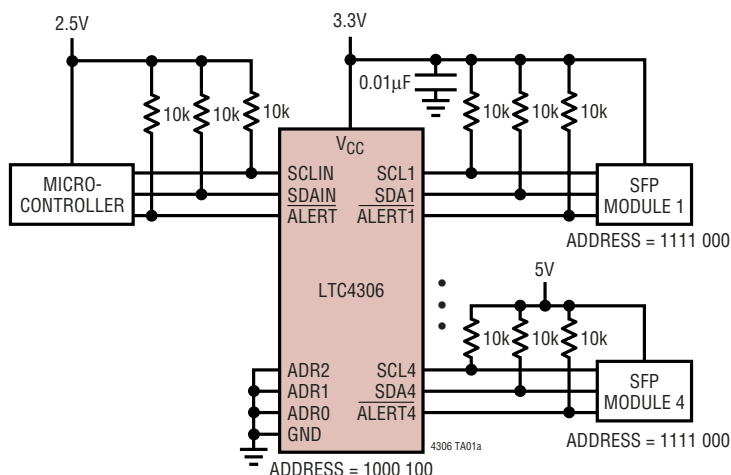 2.5V
3.3V
0.01µF
10k 10k 10k
10k 10k 10k
VCC
MICRO-
CONTROLLER
SCLIN
SDAIN
ALERT
SCL1
SDA1
ALERT1
SFP
MODULE 1
ADDRESS = 1111 000
LTC4306
5V
10k 10k 10k
ADR2
ADR1
ADR0
GND
SCL4
SDA4
ALERT4
SFP
MODULE 4
4306 TA01a
ADDRESS = 1111 000
ADDRESS = 1000 100